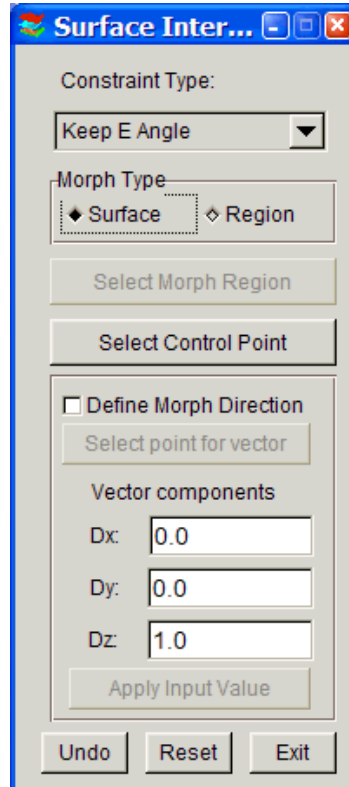 Surface Inter...
Constraint Type:
Keep E Angle
Morph Type
Surface Region
Select Morph Region
Select Control Point
Define Morph Direction
Select point for vector
Vector components
Dx: 0.0
Dy: 0.0
Dz: 1.0
Apply Input Value
Undo Reset Exit